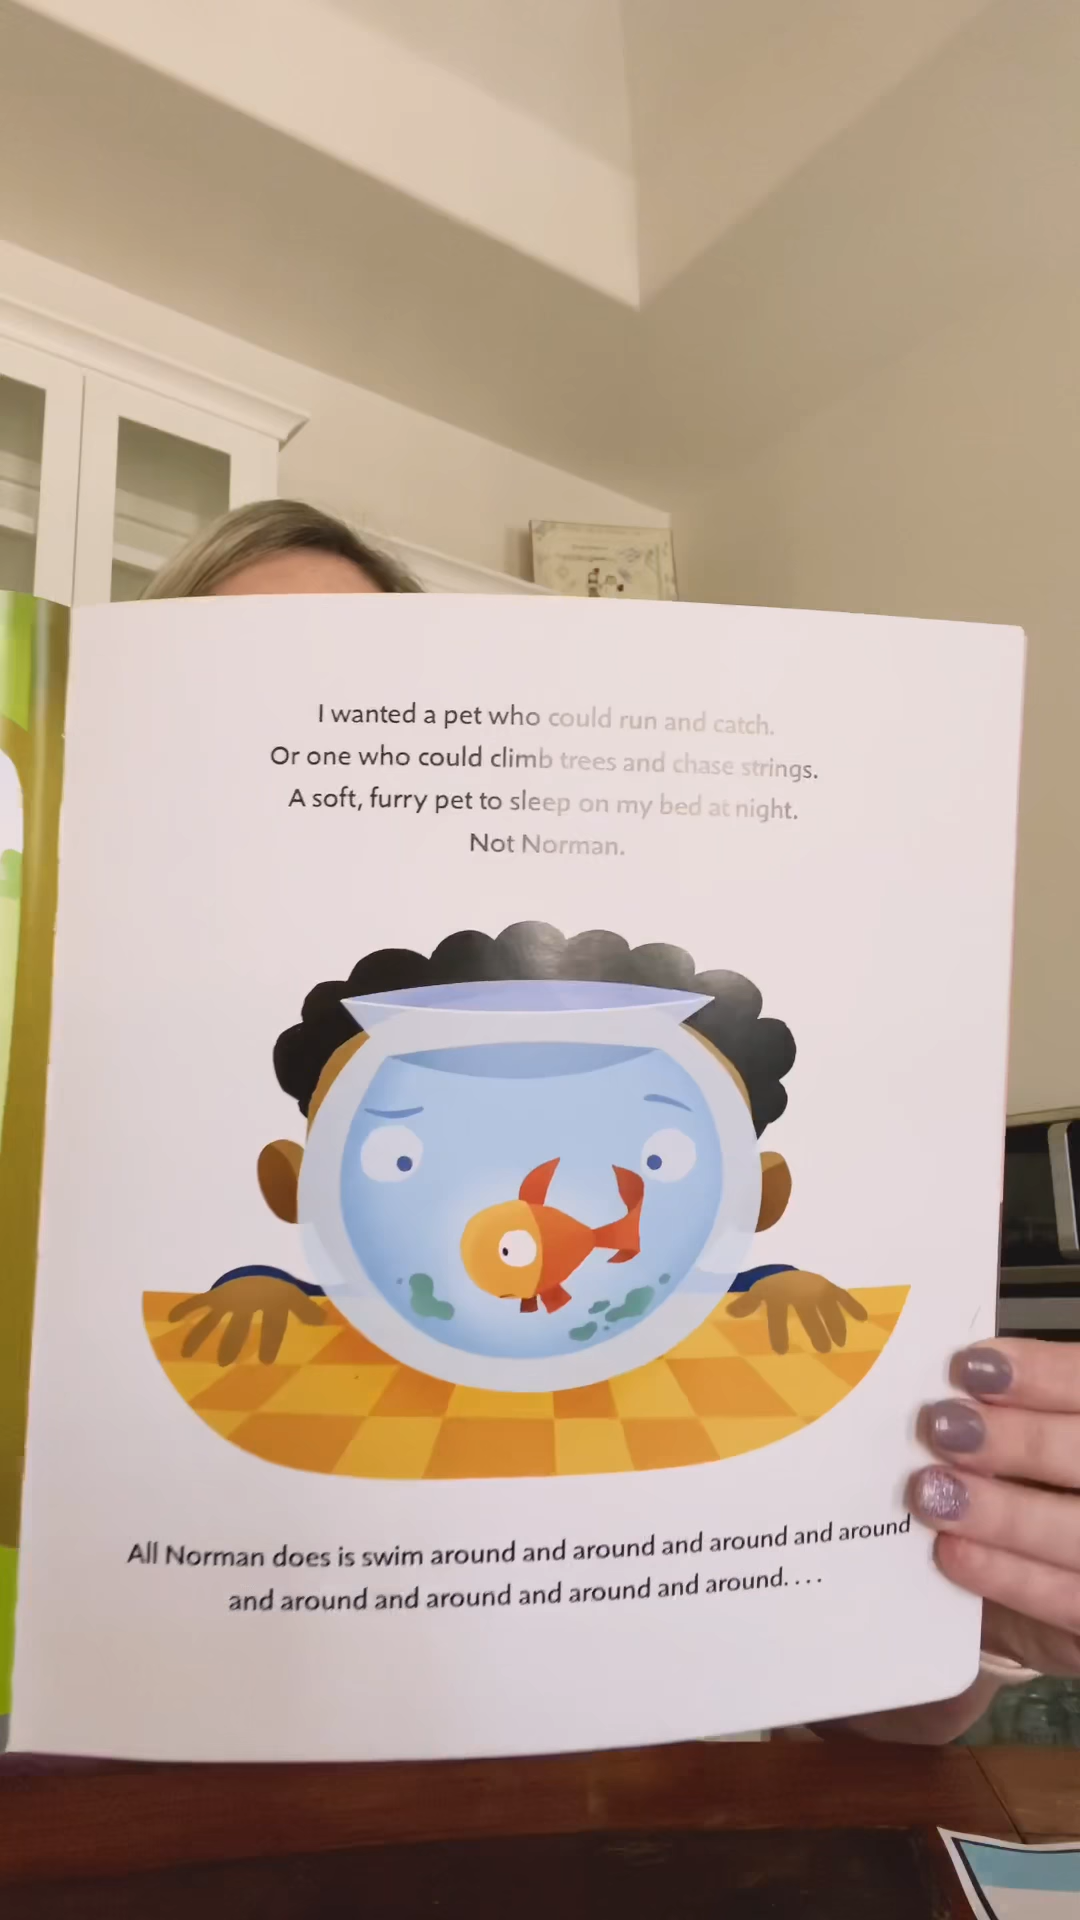 I wanted a pet who could run and catch.
Or one who could climb trees and chase strings.
A soft, furry pet to sleep on my bed at night.
Not Norman.
All Norman does is swim around and around and around and around
and around and around and around and around....